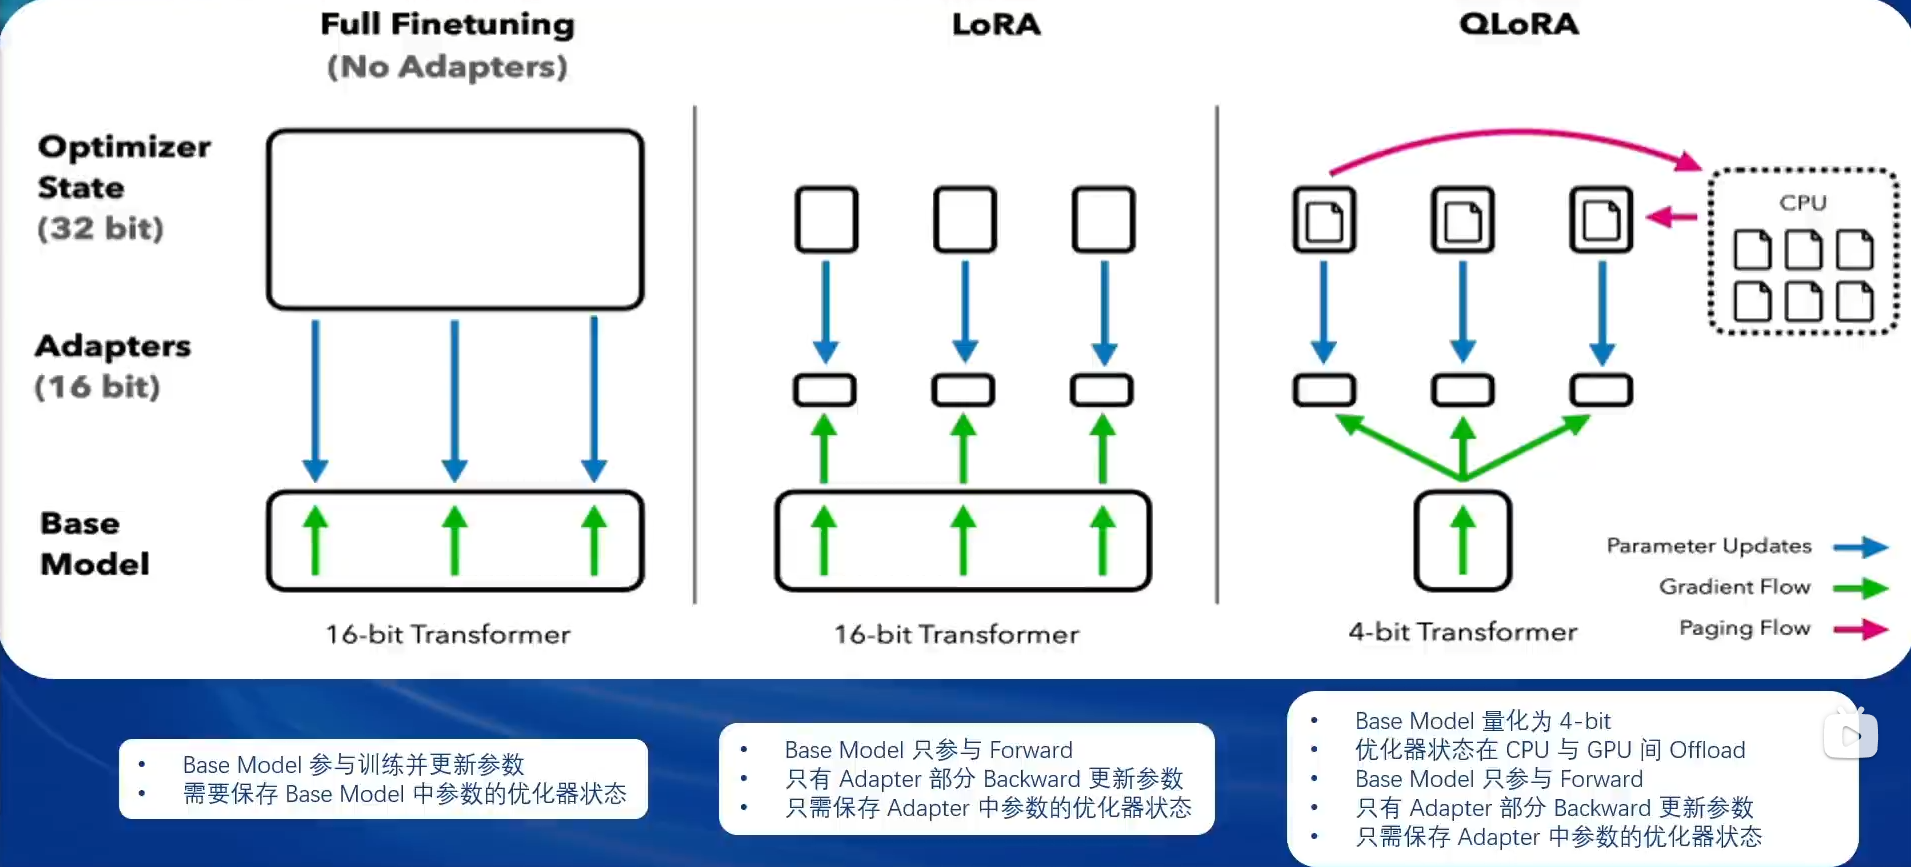 Full Finetuning
(No Adapters)
LoRA
QLoRA
Optimizer
State
(32 bit)
CPU
Adapters
(16 bit)
Base
Model
Parameter Updates
Gradient Flow
Paging Flow
16-bit Transformer
16-bit Transformer
4-bit Transformer
• Base Model 参与训练并更新参数
• 需要保存 Base Model 中参数的优化器状态
• Base Model 只参与 Forward
• 只有 Adapter 部分 Backward 更新参数
• 只需保存 Adapter 中参数的优化器状态
• Base Model 量化为 4-bit
• 优化器状态在 CPU 与 GPU 间 Offload
• Base Model 只参与 Forward
• 只有 Adapter 部分 Backward 更新参数
• 只需保存 Adapter 中参数的优化器状态